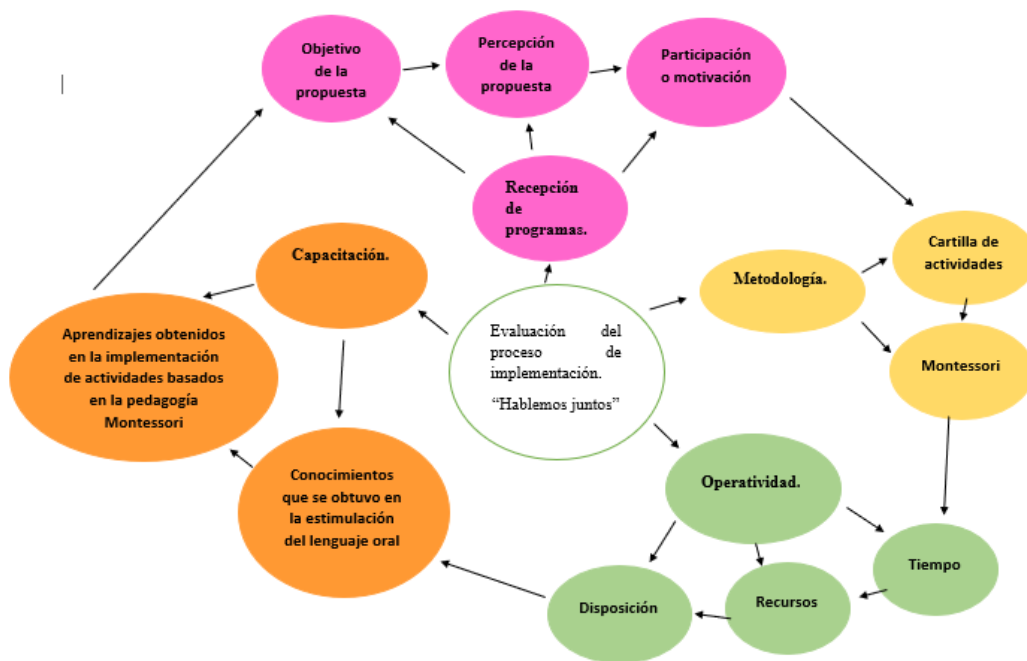 Objetivo
de la
propuesta
Percepción
de la
propuesta
Participación
o motivación
Recepción
de
programas.
Capacitación.
Metodología.
Cartilla de
actividades
Evaluación del
proceso de
implementación.
“Hablemos juntos”
Aprendizajes obtenidos
en la implementación
de actividades basados
en la pedagogía
Montessori
Montessori
Conocimientos
que se obtuvo en
la estimulación
del lenguaje oral
Operatividad.
Tiempo
Recursos
Disposición